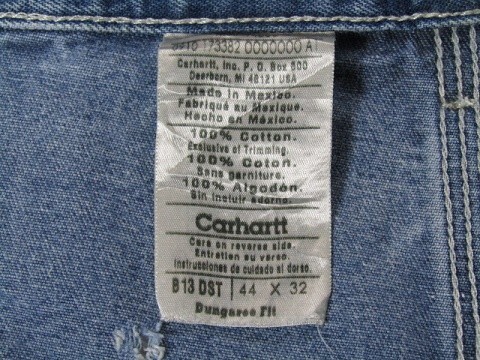 173382 0000000 A1
Carhartt, Inc. P. O. Box 600
Dearborn, MI 48121 USA
Made in Mexico.
Fabriqué au Mexique.
Hecho en México.
100% Cotton.
Exclusive of Trimming.
100% Coton.
Sans garniture.
100% Algodón.
Sin incluir adorno.
Carhartt
Care on reverse side.
Entretien au verso.
Instrucciones de cuidado al dorso.
B13 DST 44 X 32
Dungaree Fit